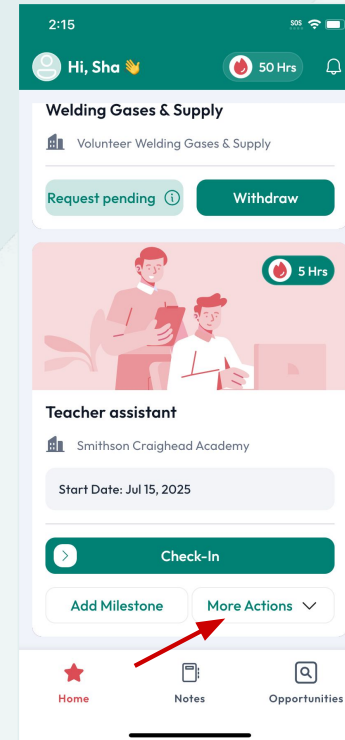 2:15
SOS
Hi, Sha 👋
50 Hrs
Welding Gases & Supply
Volunteer Welding Gases & Supply
Request pending
Withdraw
5 Hrs
Teacher assistant
Smithson Craighead Academy
Start Date: Jul 15, 2025
Check-In
Add Milestone
More Actions
Home
Notes
Opportunities